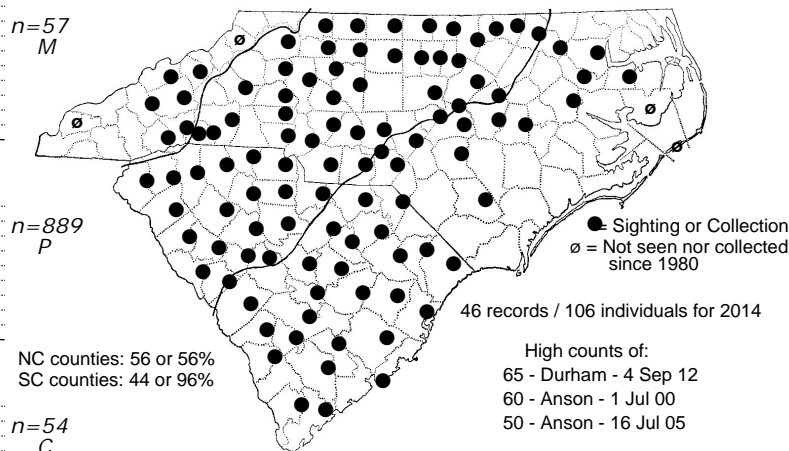 n=57
M
n=889
P
● = Sighting or Collection
ø = Not seen nor collected
since 1980
46 records / 106 individuals for 2014
NC counties: 56 or 56%
SC counties: 44 or 96%
High counts of:
65 - Durham - 4 Sep 12
60 - Anson - 1 Jul 00
50 - Anson - 16 Jul 05
n=54
C